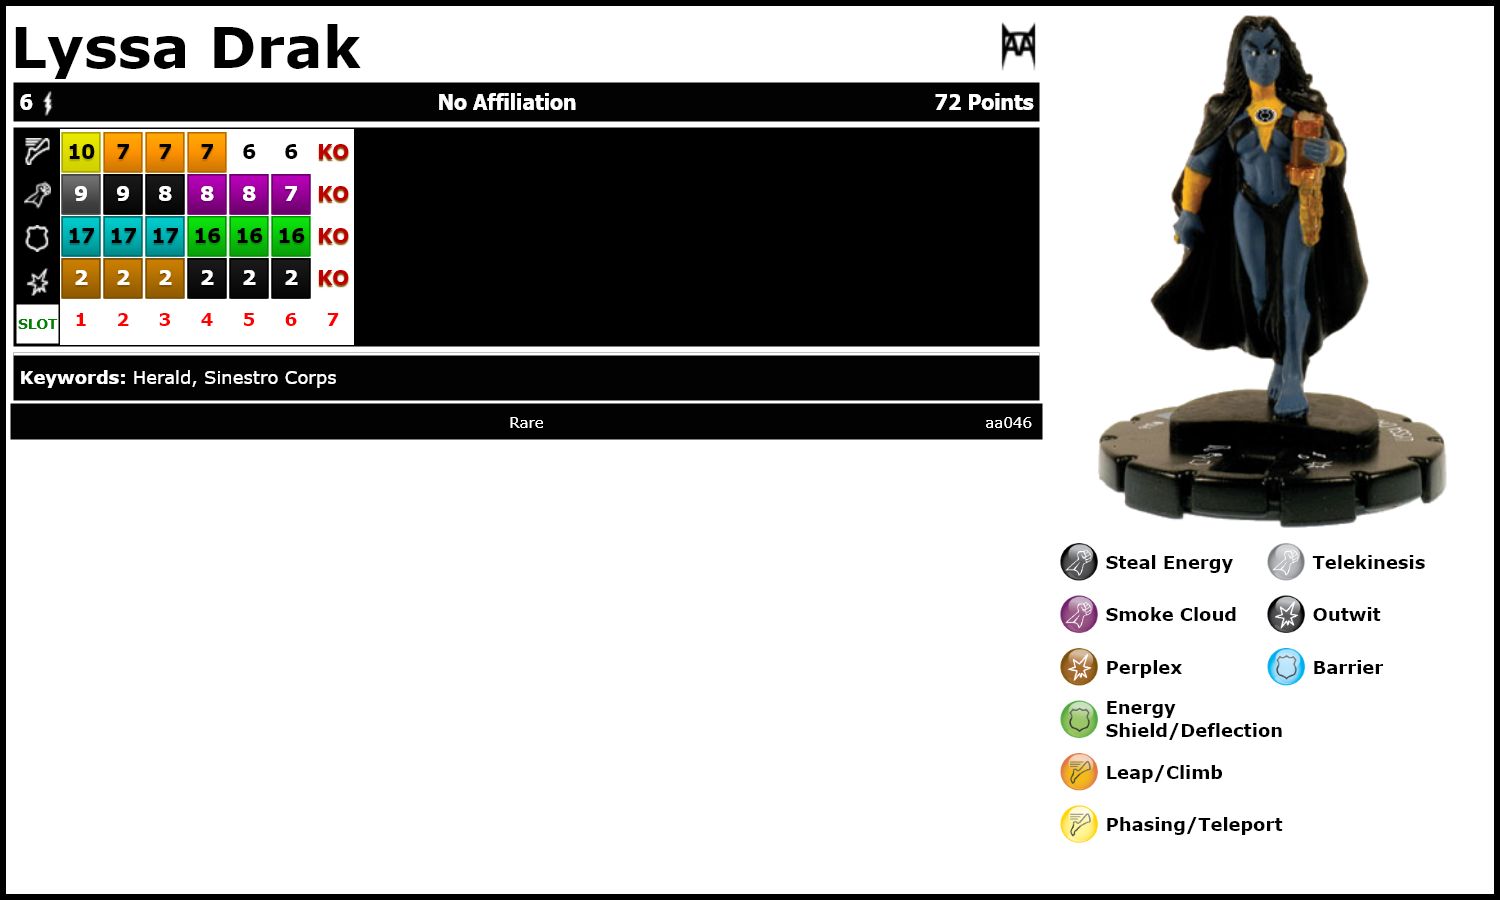 Lyssa Drak
6 No Affiliation 72 Points
10 7 7 7 6 6 KO
9 9 8 8 8 7 KO
17 17 17 16 16 16 KO
2 2 2 2 2 2 KO
SLOT 1 2 3 4 5 6 7
Keywords: Herald, Sinestro Corps
Rare aa046
Steal Energy Telekinesis
Smoke Cloud Outwit
Perplex Barrier
Energy
Shield/Deflection
Leap/Climb
Phasing/Teleport